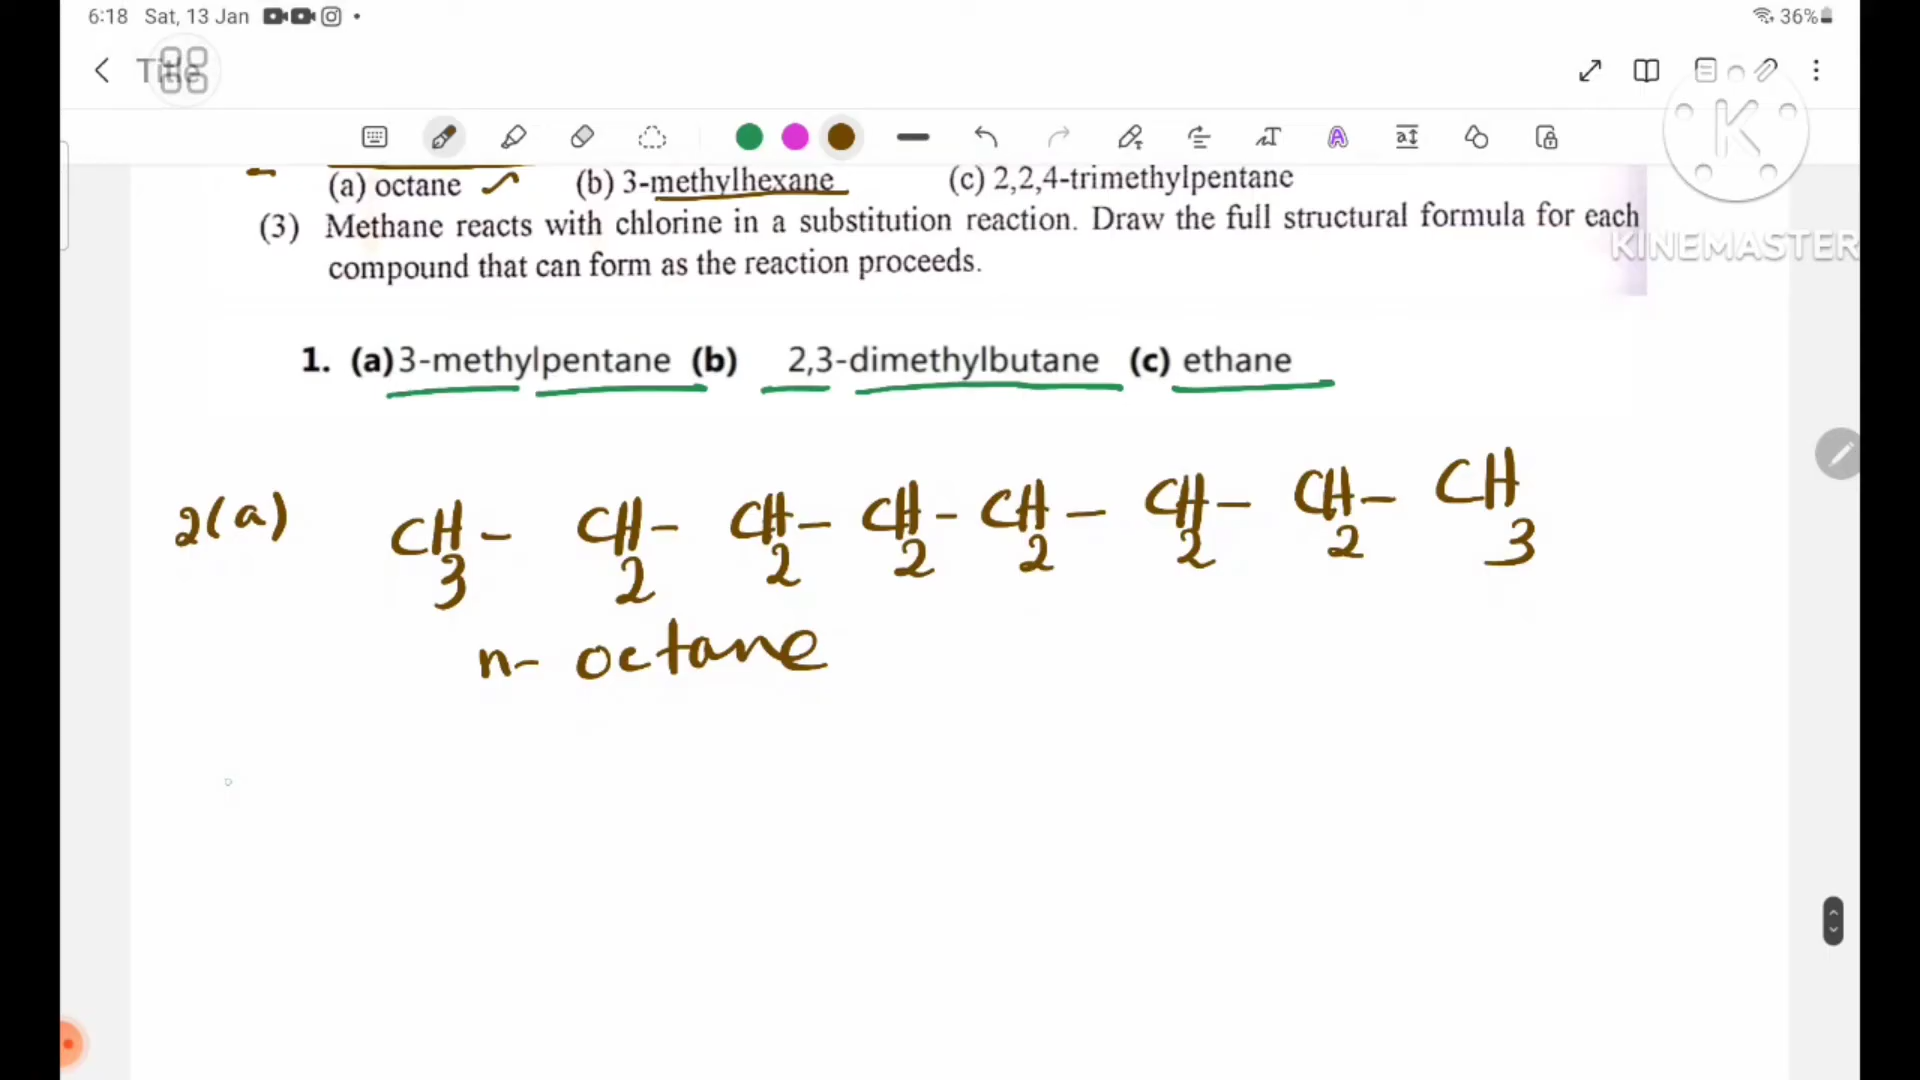 6:18 Sat, 13 Jan 36%
Title
K
KINEMASTER
(a) octane (b) 3-methylhexane (c) 2,2,4-trimethylpentane
(3) Methane reacts with chlorine in a substitution reaction. Draw the full structural formula for each
compound that can form as the reaction proceeds.
1. (a) 3-methylpentane (b) 2,3-dimethylbutane (c) ethane
2(a) CH3 - CH2 - CH2 - CH2 - CH2 - CH2 - CH2 - CH3
n- octane